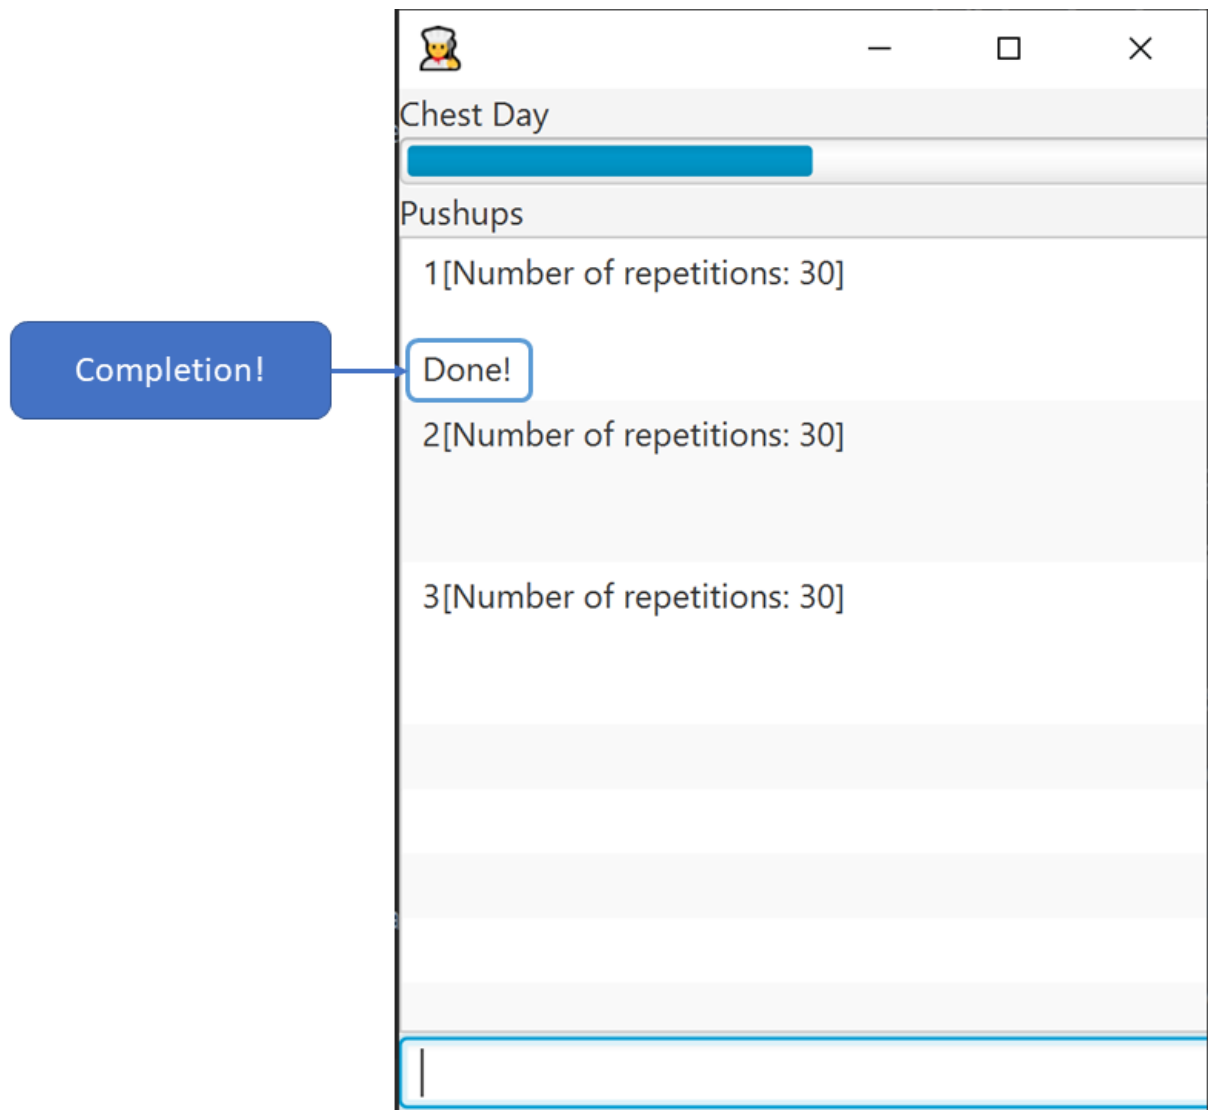 Chest Day
Pushups
1[Number of repetitions: 30]
Completion!
Done!
2[Number of repetitions: 30]
3[Number of repetitions: 30]